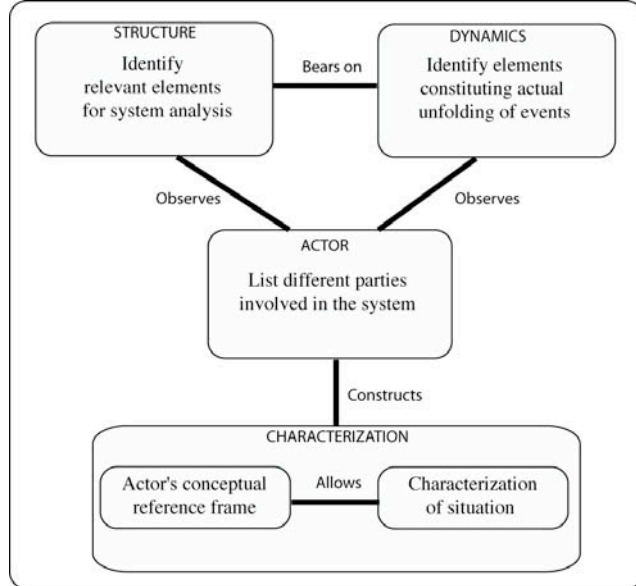 STRUCTURE
Identify
relevant elements
for system analysis
Bears on
DYNAMICS
Identify elements
constituting actual
unfolding of events
Observes
Observes
ACTOR
List different parties
involved in the system
Constructs
CHARACTERIZATION
Actor's conceptual
reference frame
Allows
Characterization
of situation